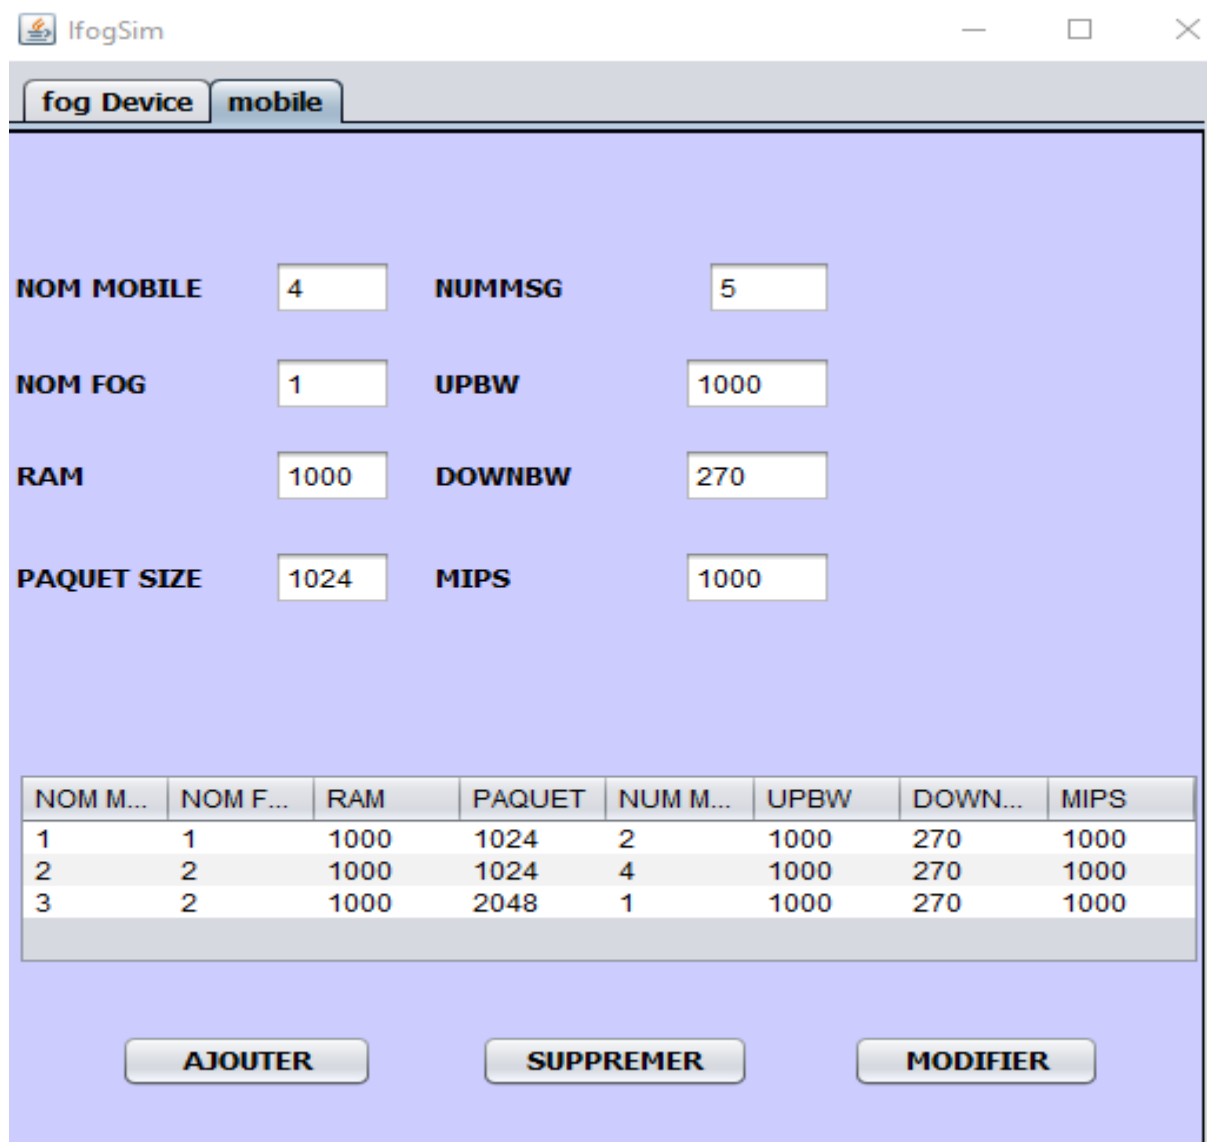 IfogSim
fog Device mobile
NOM MOBILE 4 NUMMSG 5
NOM FOG 1 UPBW 1000
RAM 1000 DOWNBW 270
PAQUET SIZE 1024 MIPS 1000
NOM M... NOM F... RAM PAQUET NUM M... UPBW DOWN... MIPS
1 1 1000 1024 2 1000 270 1000
2 2 1000 1024 4 1000 270 1000
3 2 1000 2048 1 1000 270 1000
AJOUTER SUPPREMER MODIFIER